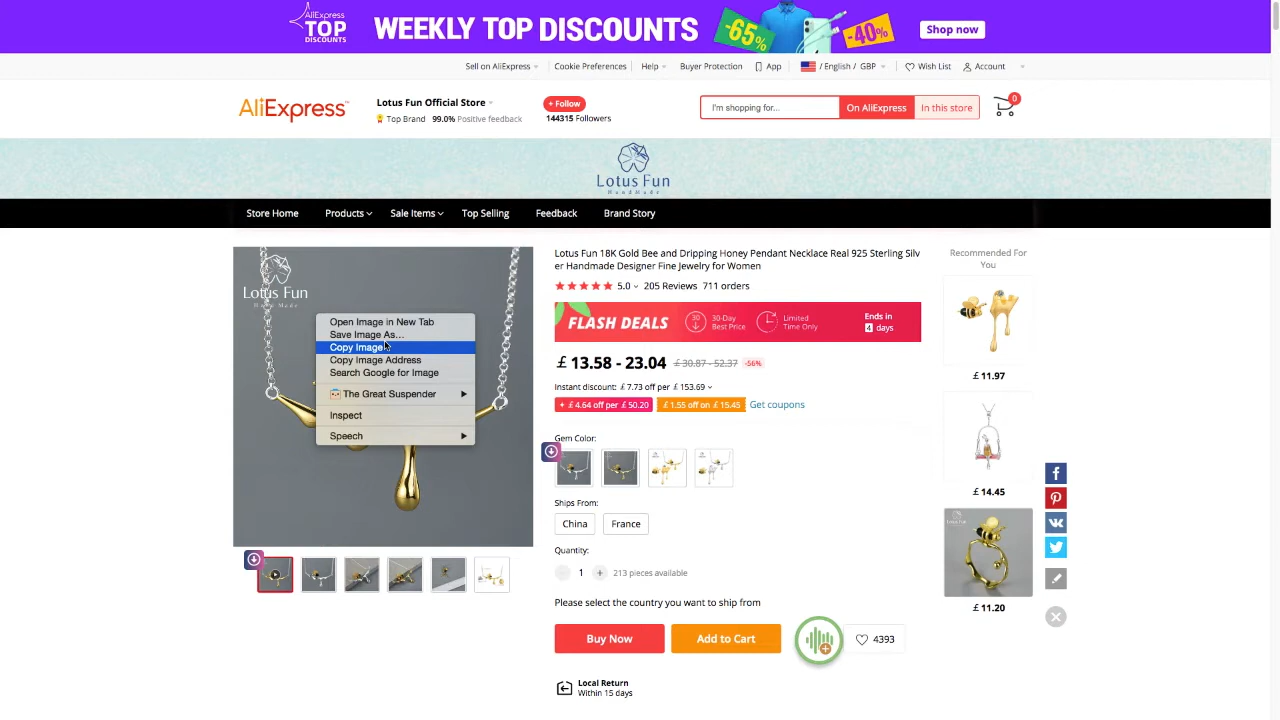 AliExpress
TOP
DISCOUNTS
WEEKLY TOP DISCOUNTS
-65%
-40%
Shop now
Sell on AliExpress
Cookie Preferences
Help
Buyer Protection
App
/ English / GBP
Wish List
Account
AliExpress
Lotus Fun Official Store
Top Brand 99.0% Positive feedback
+ Follow
144315 Followers
I'm shopping for...
On AliExpress
In this store
0
Lotus Fun
HandMade
Store Home
Products
Sale Items
Top Selling
Feedback
Brand Story
Lotus Fun
Hand Made
Open Image in New Tab
Save Image As...
Copy Image
Copy Image Address
Search Google for Image
The Great Suspender
Inspect
Speech
Lotus Fun 18K Gold Bee and Dripping Honey Pendant Necklace Real 925 Sterling Silv
er Handmade Designer Fine Jewelry for Women
5.0 205 Reviews 711 orders
FLASH DEALS
30
30-Day
Best Price
Limited
Time Only
Ends in
4 days
£ 13.58 - 23.04 £ 30.87 - 52.37 -56%
Instant discount: £ 7.73 off per £ 153.69
+ £ 4.64 off per £ 50.20
£ 1.55 off on £ 15.45
Get coupons
Gem Color:
Ships From:
China
France
Quantity:
1 + 213 pieces available
Please select the country you want to ship from
Buy Now
Add to Cart
4393
Local Return
Within 15 days
Recommended For
You
£ 11.97
£ 14.45
£ 11.20